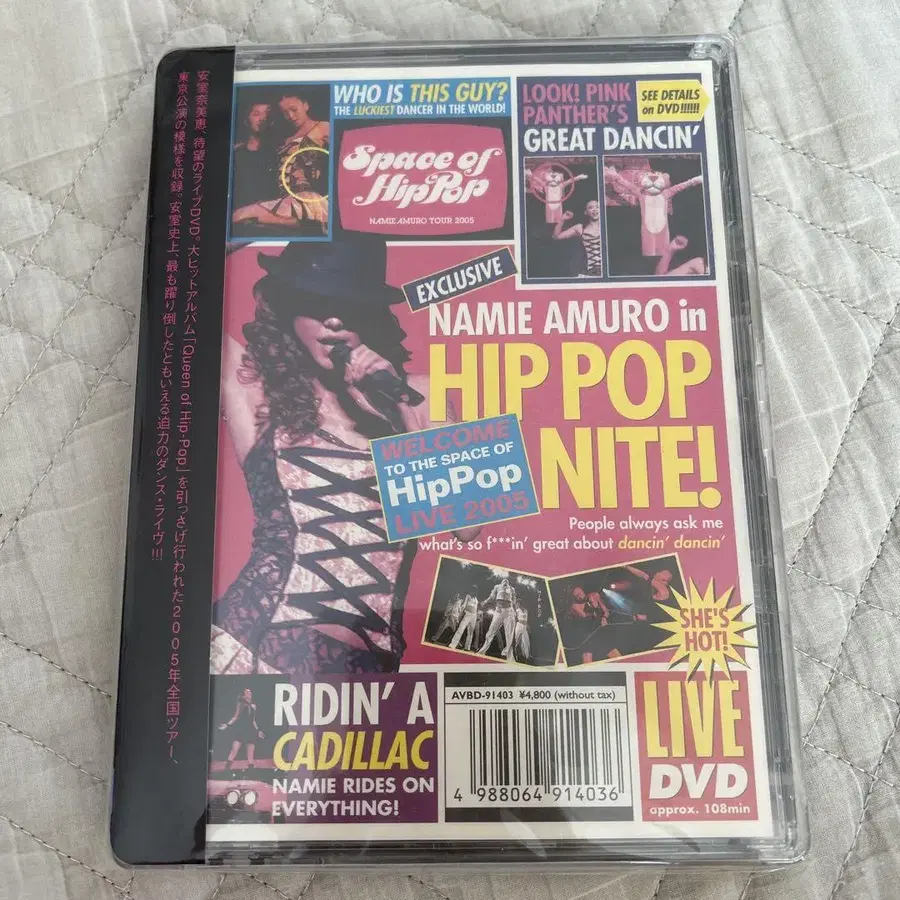 安室奈美恵、待望のライブDVD。大ヒットアルバム「Queen of Hip-Pop」を引っさげ行われた2005年全国ツアー、
東京公演の模様を収録。安室史上、最も躍り倒したともいえる迫力のダンス・ライヴ!!!
WHO IS THIS GUY?
THE LUCKIEST DANCER IN THE WORLD!
Space of
HipPop
NAMIE AMURO TOUR 2005
LOOK! PINK
PANTHER'S
GREAT DANCIN'
SEE DETAILS
on DVD!!!!!!
EXCLUSIVE
NAMIE AMURO in
HIP POP
NITE!
WELCOME
TO THE SPACE OF
HipPop
LIVE 2005
People always ask me
what's so f***in' great about dancin' dancin'
SHE'S
HOT!
RIDIN' A
CADILLAC
NAMIE RIDES ON
EVERYTHING!
AVBD-91403 ¥4,800 (without tax)
4 988064 914036
LIVE
DVD
approx. 108min